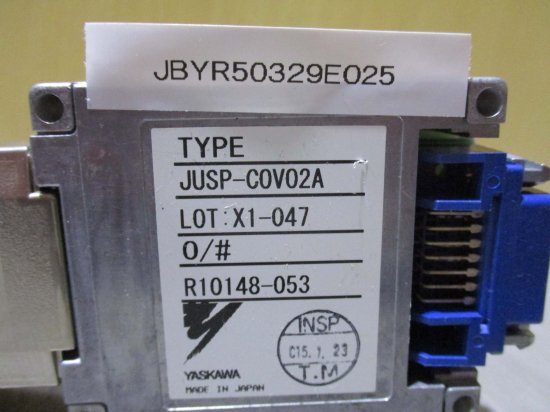 JBYR50329E025
TYPE
JUSP-COV02A
LOT:X1-047
O/#
R10148-053
YASKAWA
MADE IN JAPAN
INSP
C15. 1. 23
T.M